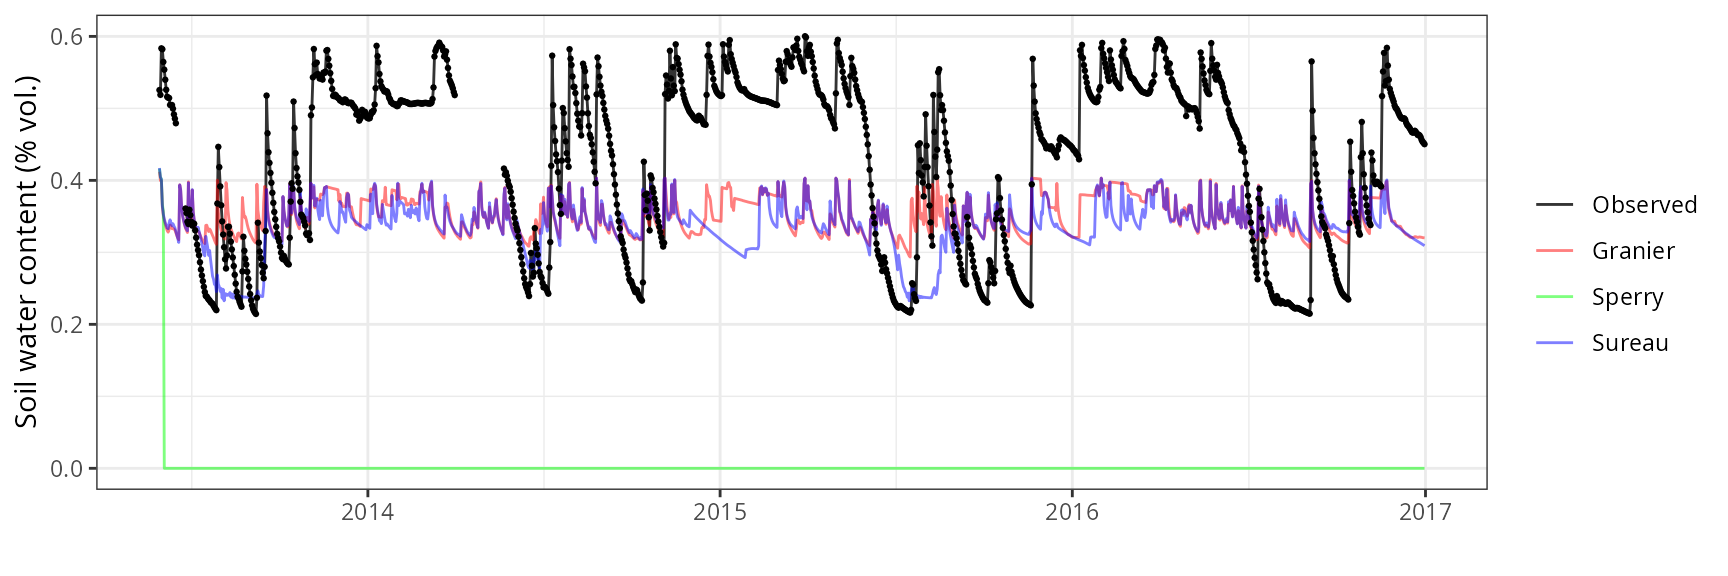 Soil water content (% vol.)
0.6
0.4
0.2
0.0
2014
2015
2016
2017
Observed
Granier
Sperry
Sureau